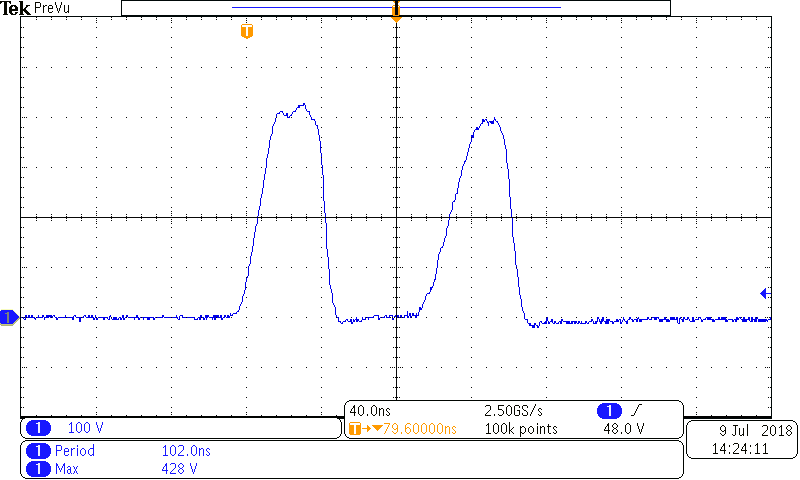 Tek PreVu
T
1
40.0ns 2.50GS/s 1
T 79.60000ns 100k points 48.0 V
1 100 V
1 Period 102.0ns
1 Max 428 V
9 Jul 2018
14:24:11